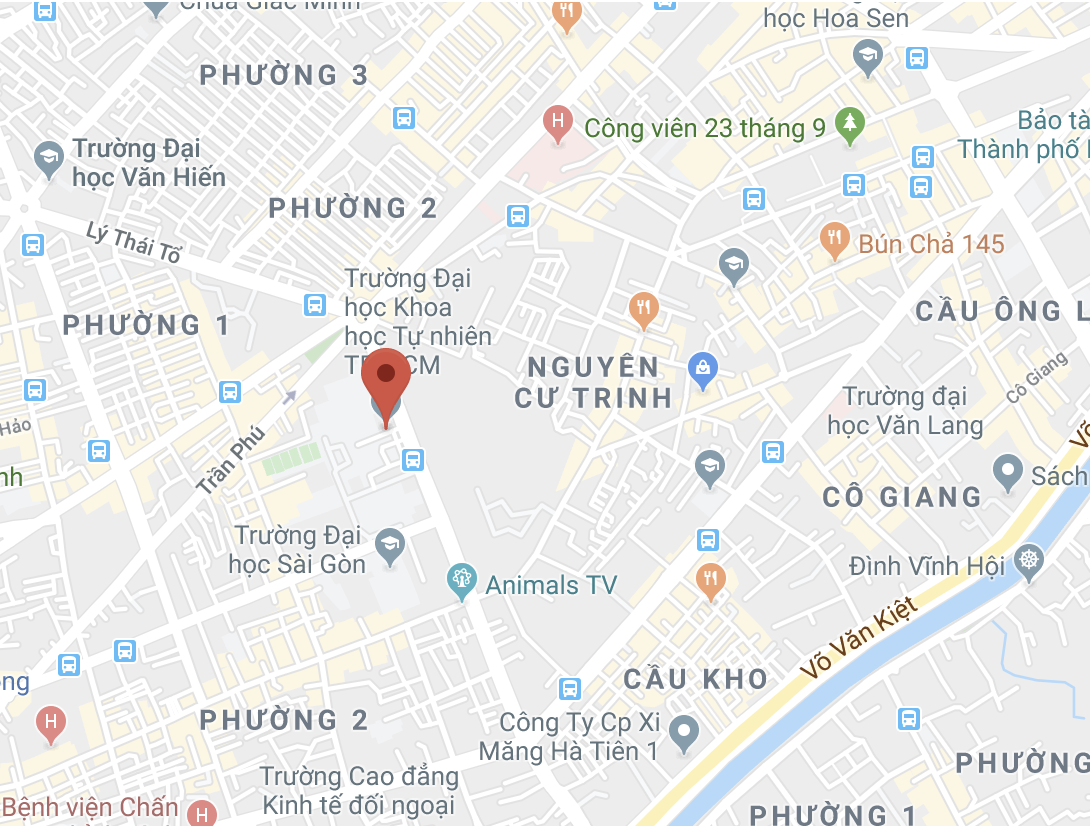 Chùa Giác Minh
học Hoa Sen
PHƯỜNG 3
Công viên 23 tháng 9
Bảo tà
Thành phố
Trường Đại
học Văn Hiến
PHƯỜNG 2
Lý Thái Tổ
Bún Chả 145
Trường Đại
học Khoa
học Tự nhiên
CM
PHƯỜNG 1
CẦU ÔNG L
NGUYỄN
CƯ TRINH
Cô Giang
Trường đại
học Văn Lang
Hảo
Trần Phú
Võ
nh
Sách
CÔ GIANG
Trường Đại
học Sài Gòn
Đình Vĩnh Hội
Animals TV
Võ Văn Kiệt
ng
CẦU KHO
PHƯỜNG 2
Công Ty Cp Xi
Măng Hà Tiên 1
PHƯỜNG
Trường Cao đẳng
Kinh tế đối ngoại
Bệnh viện Chấn
PHƯỜNG 1